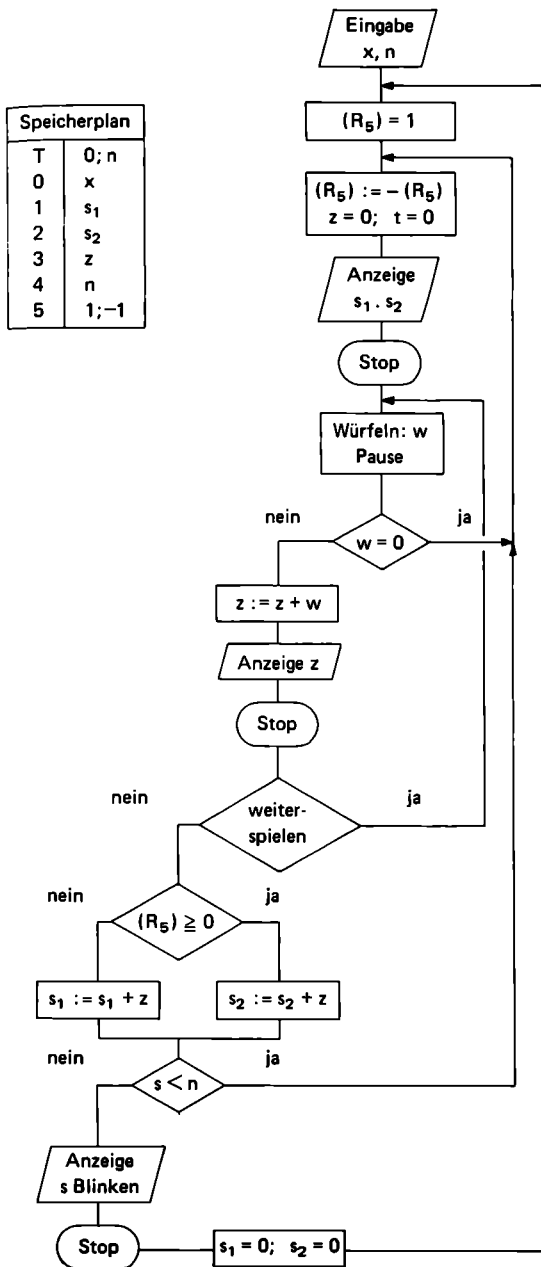 Eingabe
x, n
Speicherplan
T 0; n
0 x
1 s₁
2 s₂
3 z
4 n
5 1; –1
(R₅) = 1
(R₅) := – (R₅)
z = 0; t = 0
Anzeige
s₁ . s₂
Stop
Würfeln: w
Pause
nein
ja
w = 0
z := z + w
Anzeige z
Stop
nein
ja
weiter-
spielen
nein
ja
(R₅) ≧ 0
s₁ := s₁ + z
s₂ := s₂ + z
nein
ja
s < n
Anzeige
s Blinken
Stop
s₁ = 0; s₂ = 0